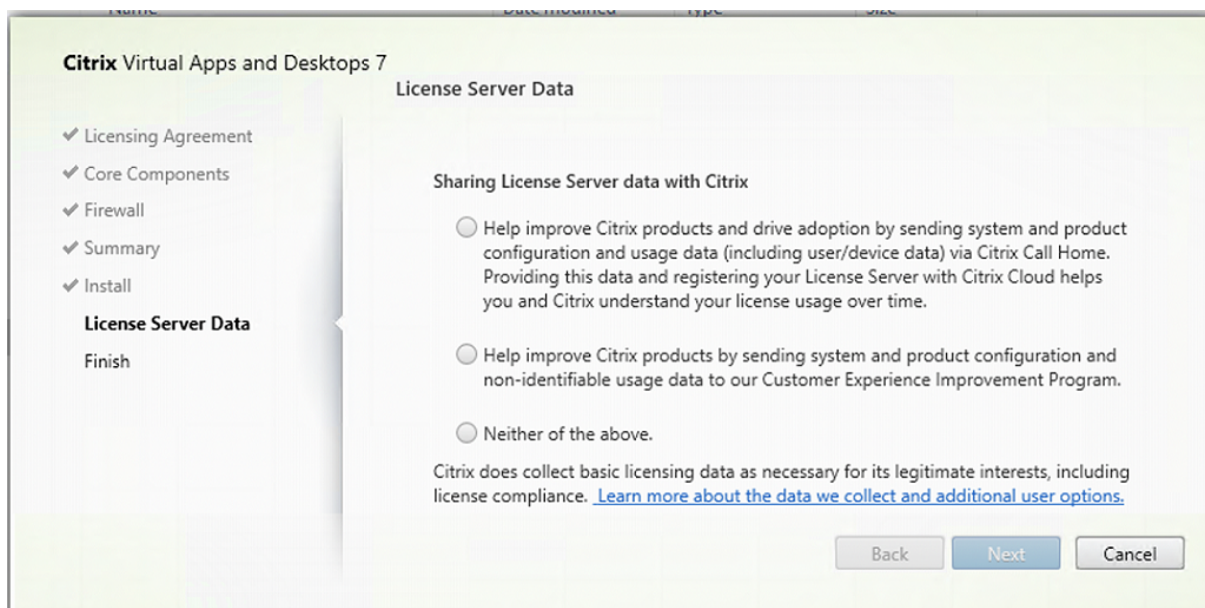 Name Date modified Type Size
Citrix Virtual Apps and Desktops 7
License Server Data
Licensing Agreement
Core Components
Firewall
Summary
Install
License Server Data
Finish
Sharing License Server data with Citrix
Help improve Citrix products and drive adoption by sending system and product
configuration and usage data (including user/device data) via Citrix Call Home.
Providing this data and registering your License Server with Citrix Cloud helps
you and Citrix understand your license usage over time.
Help improve Citrix products by sending system and product configuration and
non-identifiable usage data to our Customer Experience Improvement Program.
Neither of the above.
Citrix does collect basic licensing data as necessary for its legitimate interests, including
license compliance. Learn more about the data we collect and additional user options.
Back Next Cancel